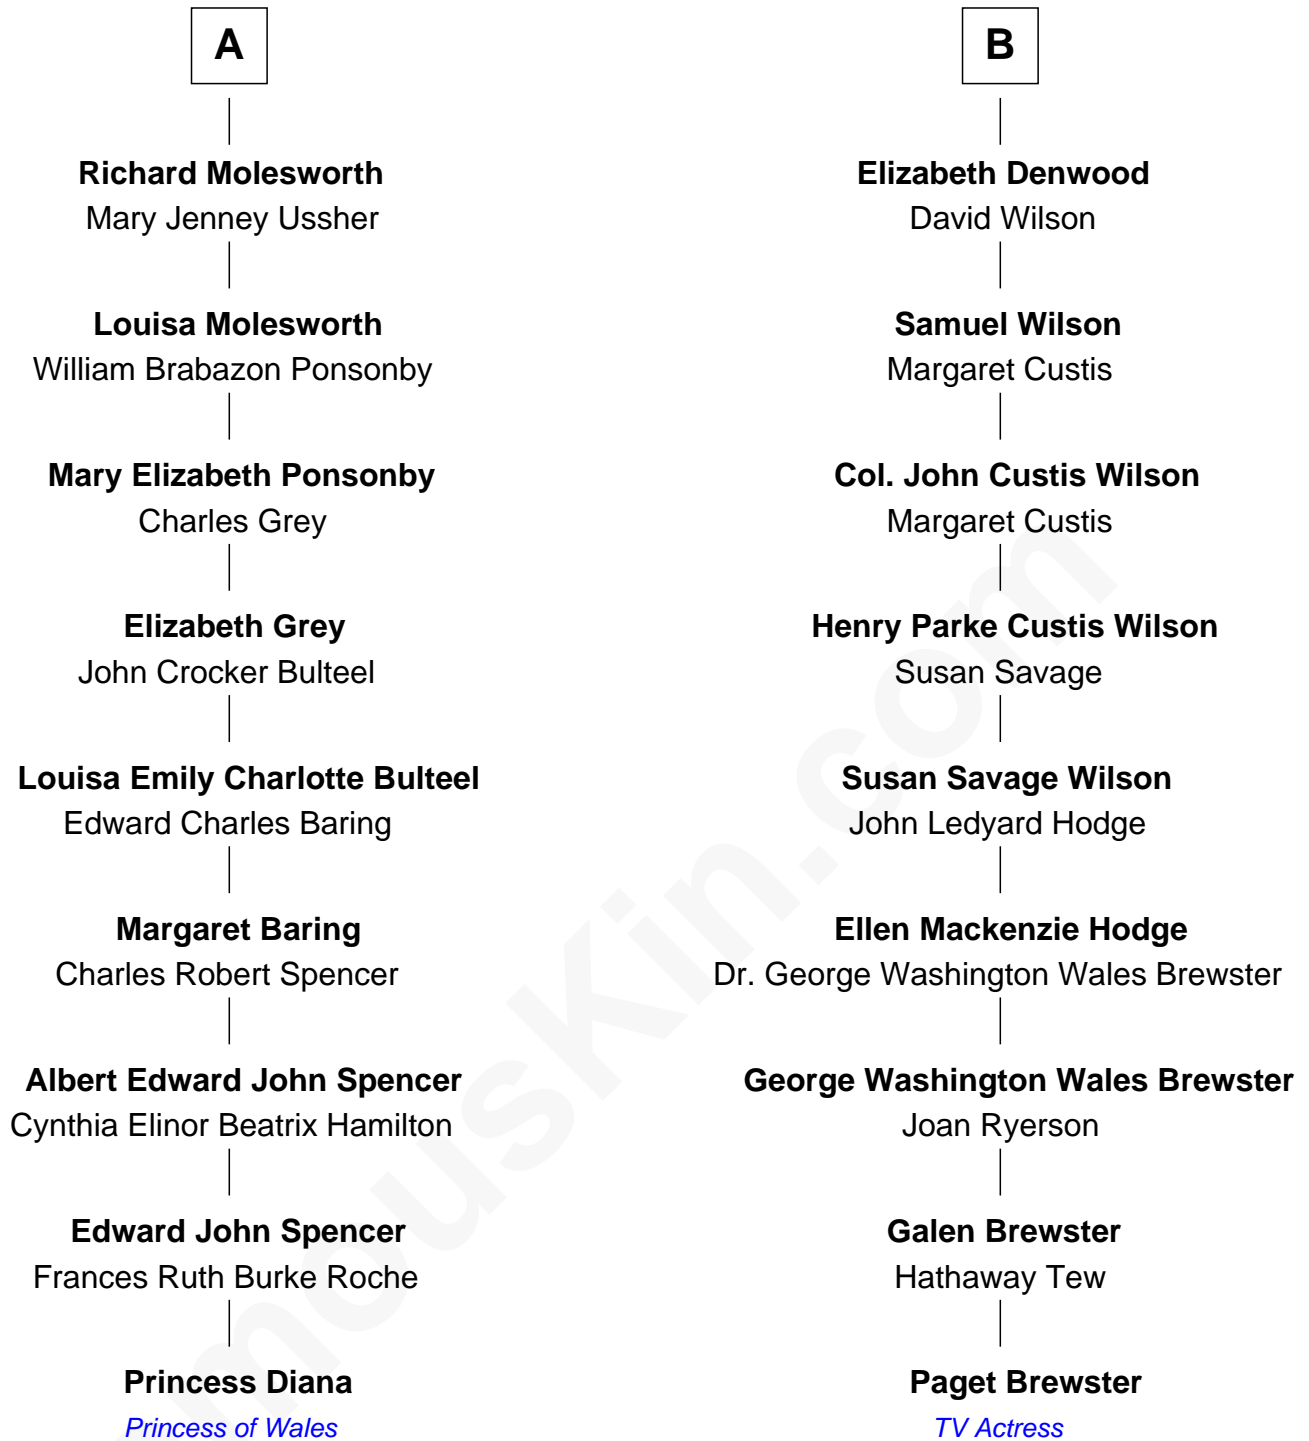 A
Richard Molesworth
Mary Jenney Ussher
Louisa Molesworth
William Brabazon Ponsonby
Mary Elizabeth Ponsonby
Charles Grey
Elizabeth Grey
John Crocker Bulteel
Louisa Emily Charlotte Bulteel
Edward Charles Baring
Margaret Baring
Charles Robert Spencer
Albert Edward John Spencer
Cynthia Elinor Beatrix Hamilton
Edward John Spencer
Frances Ruth Burke Roche
Princess Diana
Princess of Wales
B
Elizabeth Denwood
David Wilson
Samuel Wilson
Margaret Custis
Col. John Custis Wilson
Margaret Custis
Henry Parke Custis Wilson
Susan Savage
Susan Savage Wilson
John Ledyard Hodge
Ellen Mackenzie Hodge
Dr. George Washington Wales Brewster
George Washington Wales Brewster
Joan Ryerson
Galen Brewster
Hathaway Tew
Paget Brewster
TV Actress
mousKin.com